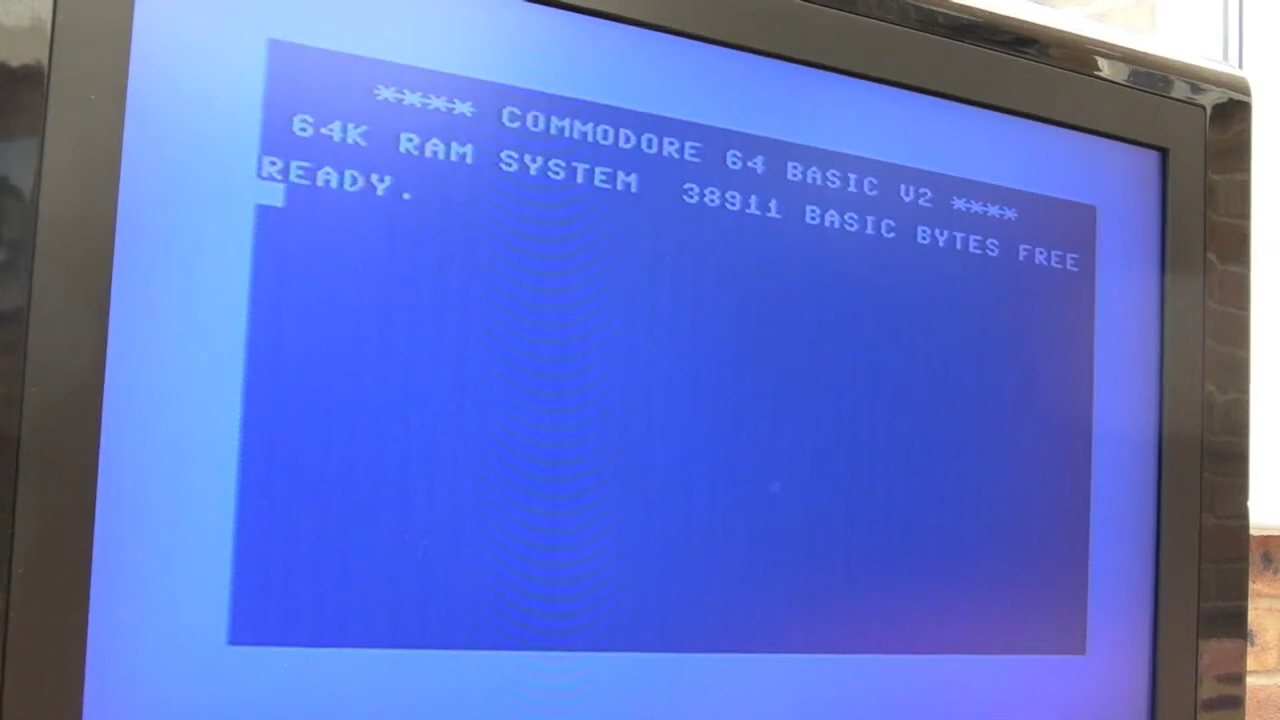 **** COMMODORE 64 BASIC V2 ****
64K RAM SYSTEM  38911 BASIC BYTES FREE
READY.